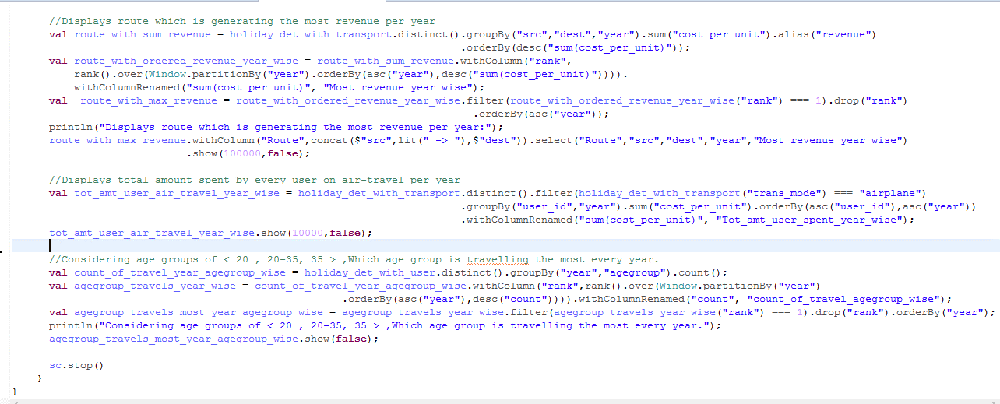 //Displays route which is generating the most revenue per year
val route_with_sum_revenue = holiday_det_with_transport.distinct().groupBy("src","dest","year").sum("cost_per_unit").alias("revenue")
.orderBy(desc("sum(cost_per_unit)"));
val route_with_ordered_revenue_year_wise = route_with_sum_revenue.withColumn("rank",
rank().over(Window.partitionBy("year").orderBy(asc("year"),desc("sum(cost_per_unit)")))).
withColumnRenamed("sum(cost_per_unit)", "Most_revenue_year_wise");
val  route_with_max_revenue = route_with_ordered_revenue_year_wise.filter(route_with_ordered_revenue_year_wise("rank") === 1).drop("rank")
.orderBy(asc("year"));
println("Displays route which is generating the most revenue per year:");
route_with_max_revenue.withColumn("Route",concat($"src",lit(" -> "),$"dest")).select("Route","src","dest","year","Most_revenue_year_wise")
.show(100000,false);
//Displays total amount spent by every user on air-travel per year
val tot_amt_user_air_travel_year_wise = holiday_det_with_transport.distinct().filter(holiday_det_with_transport("trans_mode") === "airplane")
.groupBy("user_id","year").sum("cost_per_unit").orderBy(asc("user_id"),asc("year"))
.withColumnRenamed("sum(cost_per_unit)", "Tot_amt_user_spent_year_wise");
tot_amt_user_air_travel_year_wise.show(10000,false);
//Considering age groups of < 20 , 20-35, 35 > ,Which age group is travelling the most every year.
val count_of_travel_year_agegroup_wise = holiday_det_with_user.distinct().groupBy("year","agegroup").count();
val agegroup_travels_year_wise = count_of_travel_year_agegroup_wise.withColumn("rank",rank().over(Window.partitionBy("year")
.orderBy(asc("year"),desc("count")))).withColumnRenamed("count", "count_of_travel_agegroup_wise");
val agegroup_travels_most_year_agegroup_wise = agegroup_travels_year_wise.filter(agegroup_travels_year_wise("rank") === 1).drop("rank").orderBy("year");
println("Considering age groups of < 20 , 20-35, 35 > ,Which age group is travelling the most every year.");
agegroup_travels_most_year_agegroup_wise.show(false);
sc.stop()
}
}